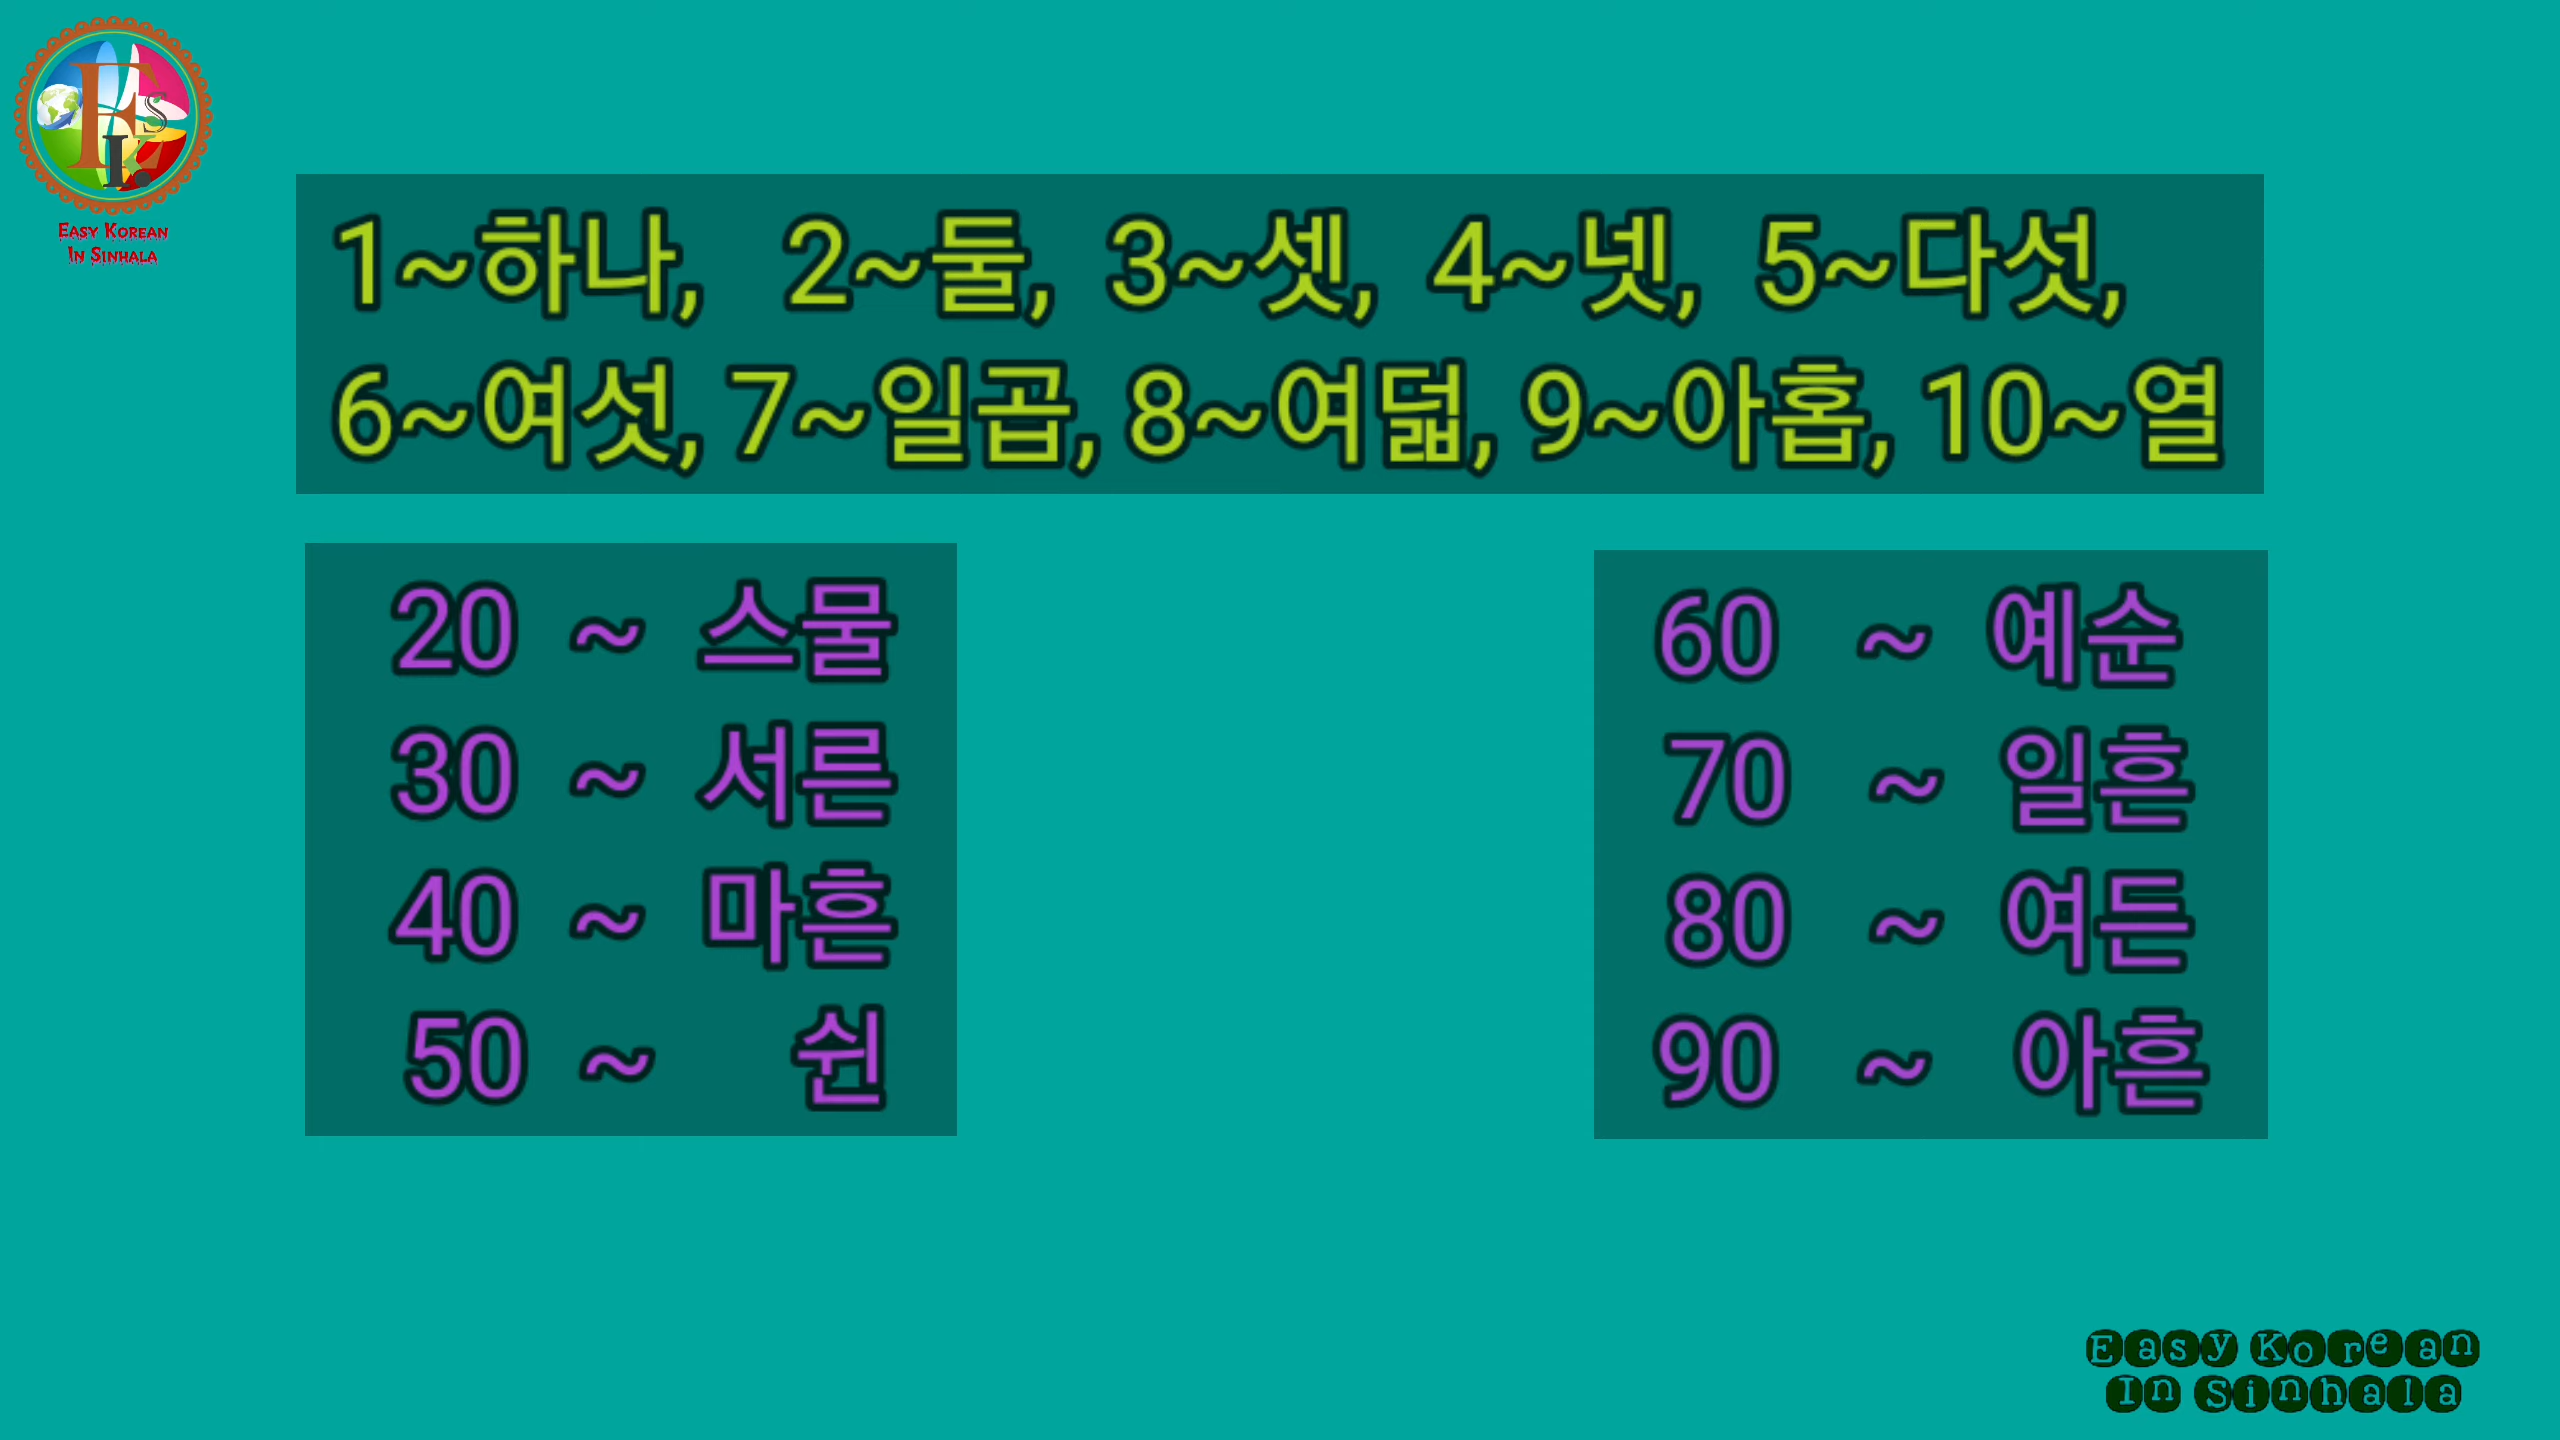 Easy Korean
In Sinhala
1~하나, 2~둘, 3~셋, 4~넷, 5~다섯,
6~여섯, 7~일곱, 8~여덟, 9~아홉, 10~열
20 ~ 스물
30 ~ 서른
40 ~ 마흔
50 ~ 쉰
60 ~ 예순
70 ~ 일흔
80 ~ 여든
90 ~ 아흔
Easy Korean
In Sinhala